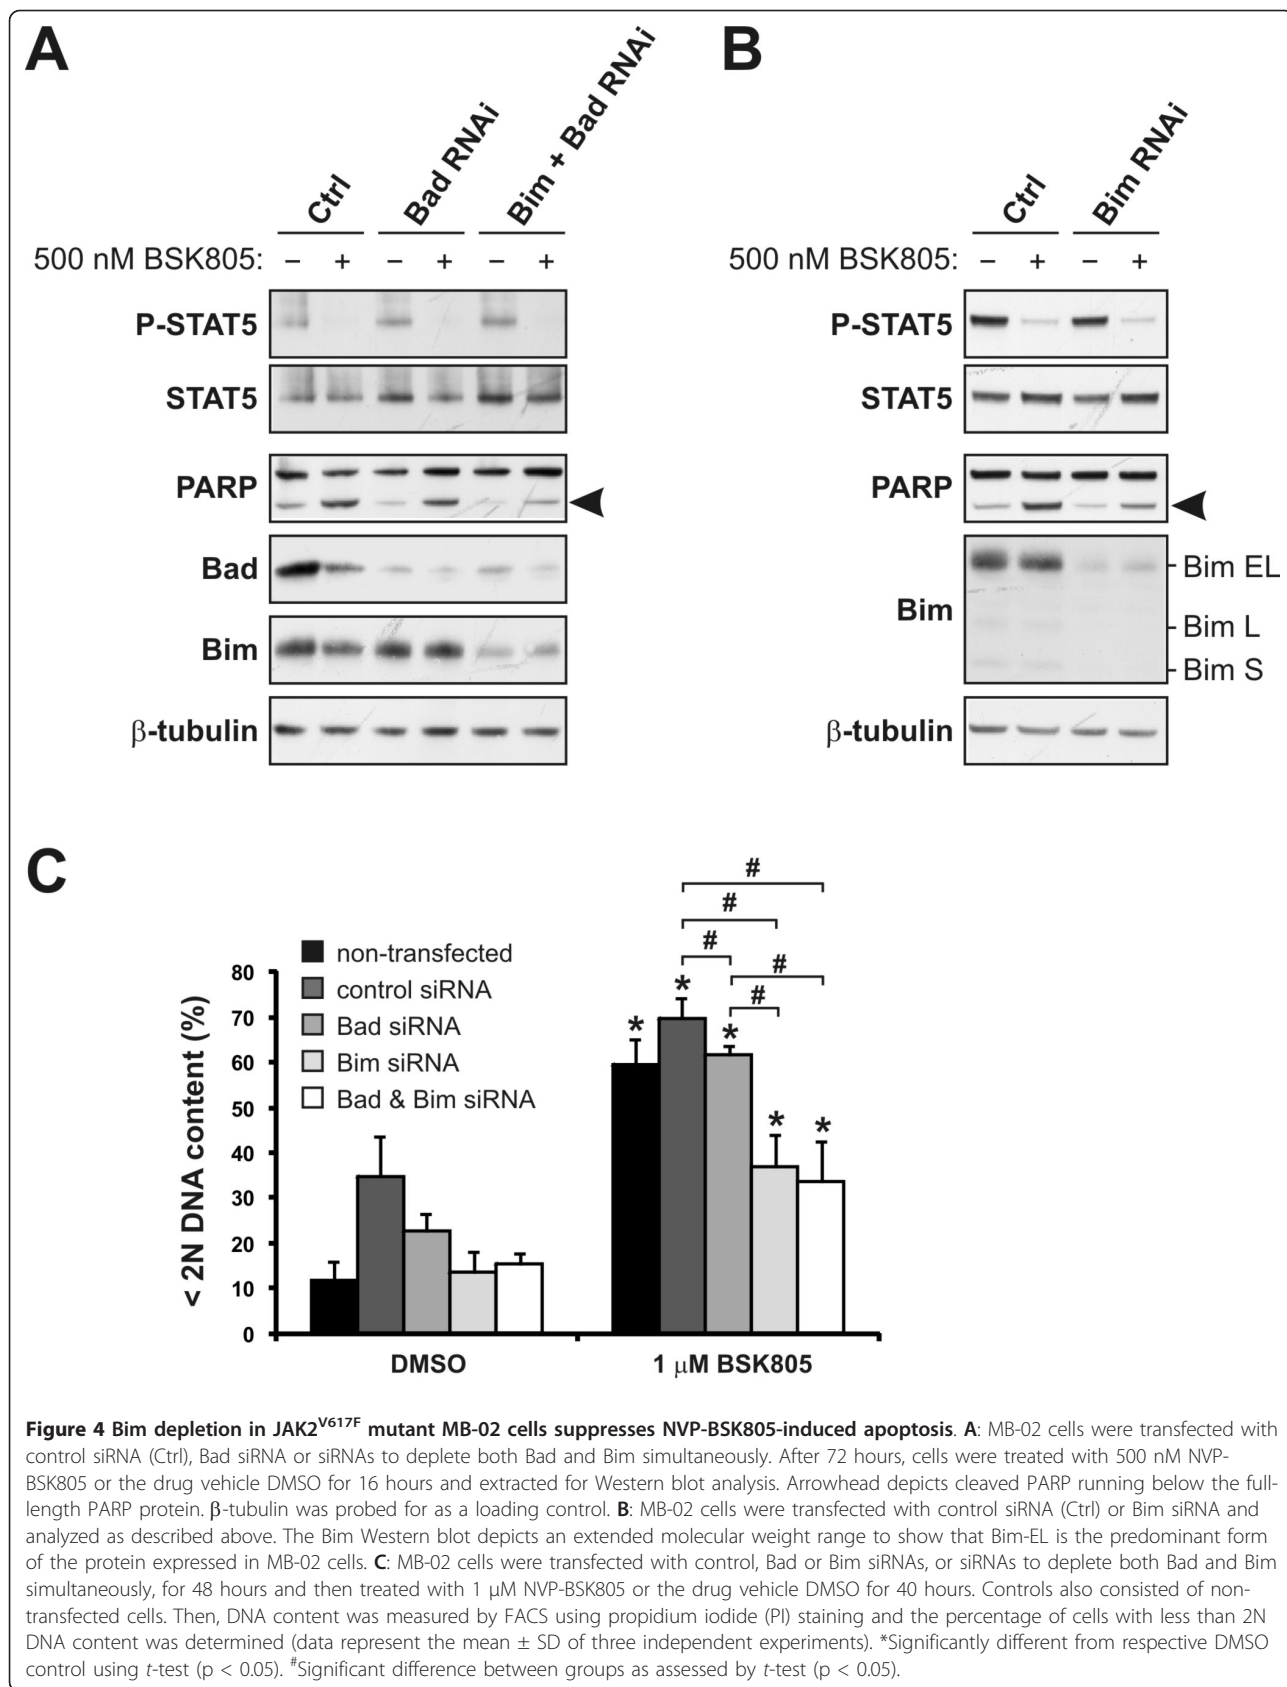 A
Ctrl
Bad RNAi
Bim + Bad RNAi
500 nM BSK805: − + − + − +
P-STAT5
STAT5
PARP
Bad
Bim
β-tubulin
B
Ctrl
Bim RNAi
500 nM BSK805: − + − +
P-STAT5
STAT5
PARP
Bim
Bim EL
Bim L
Bim S
β-tubulin
C
non-transfected
control siRNA
Bad siRNA
Bim siRNA
Bad & Bim siRNA
< 2N DNA content (%)
80
70
60
50
40
30
20
10
0
#
#
#
#
#
*
*
*
*
*
DMSO
1 μM BSK805
Figure 4 Bim depletion in JAK2V617F mutant MB-02 cells suppresses NVP-BSK805-induced apoptosis. A: MB-02 cells were transfected with
control siRNA (Ctrl), Bad siRNA or siRNAs to deplete both Bad and Bim simultaneously. After 72 hours, cells were treated with 500 nM NVP-
BSK805 or the drug vehicle DMSO for 16 hours and extracted for Western blot analysis. Arrowhead depicts cleaved PARP running below the full-
length PARP protein. β-tubulin was probed for as a loading control. B: MB-02 cells were transfected with control siRNA (Ctrl) or Bim siRNA and
analyzed as described above. The Bim Western blot depicts an extended molecular weight range to show that Bim-EL is the predominant form
of the protein expressed in MB-02 cells. C: MB-02 cells were transfected with control, Bad or Bim siRNAs, or siRNAs to deplete both Bad and Bim
simultaneously, for 48 hours and then treated with 1 μM NVP-BSK805 or the drug vehicle DMSO for 40 hours. Controls also consisted of non-
transfected cells. Then, DNA content was measured by FACS using propidium iodide (PI) staining and the percentage of cells with less than 2N
DNA content was determined (data represent the mean ± SD of three independent experiments). *Significantly different from respective DMSO
control using t-test (p < 0.05). #Significant difference between groups as assessed by t-test (p < 0.05).